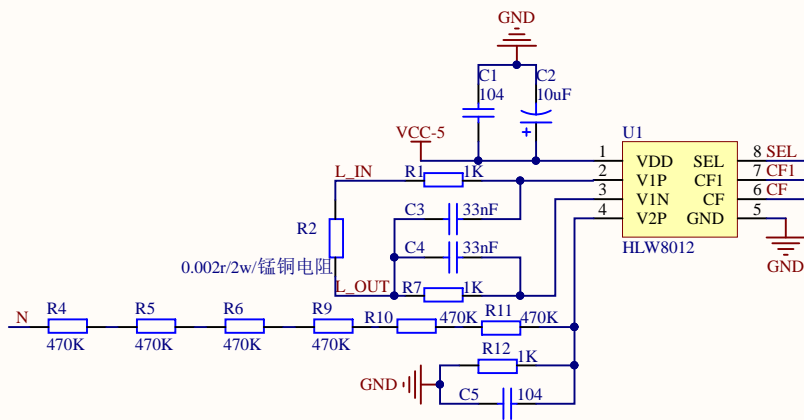 GND
C1
104
C2
10uF
+
VCC-5
U1
1 VDD SEL 8 SEL
2 V1P CF1 7 CF1
3 V1N CF 6 CF
4 V2P GND 5
HLW8012
GND
L_IN
R1 1K
C3 33nF
R2
C4 33nF
0.002r/2w/锰铜电阻
L_OUT
R7 1K
N
R4 470K
R5 470K
R6 470K
R9 470K
R10 470K
R11 470K
R12 1K
GND
C5 104